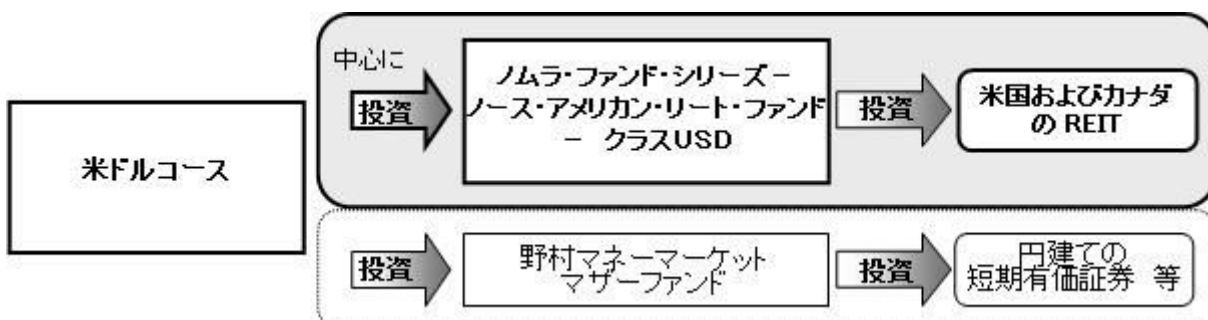 米ドルコース
中心に
投資
ノムラ・ファンド・シリーズ－
ノース・アメリカン・リート・ファンド
－ クラスUSD
投資
米国およびカナダ
の REIT
投資
野村マネーマーケット
マザーファンド
投資
円建ての
短期有価証券 等